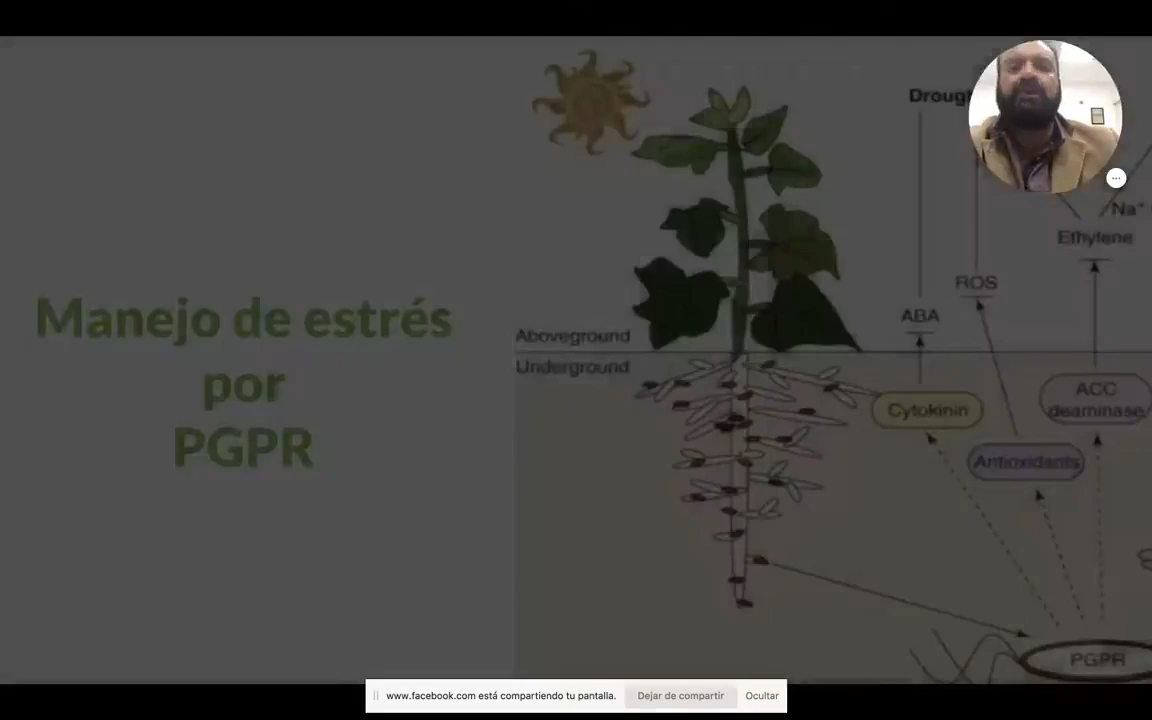 Manejo de estrés
por
PGPR
Aboveground
Underground
ABA
ROS
Na⁺
Ethylene
Cytokinin
Antioxidants
ACC
deaminase
PGPR
www.facebook.com está compartiendo tu pantalla.
Dejar de compartir
Ocultar